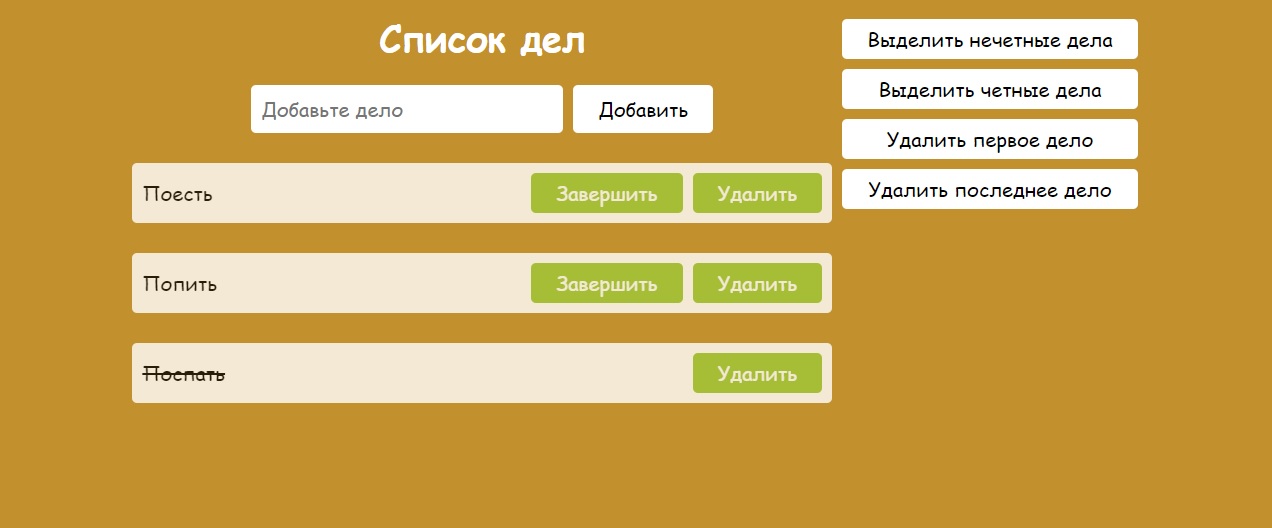 Список дел
Добавьте дело
Добавить
Поесть
Завершить
Удалить
Попить
Завершить
Удалить
Поспать
Удалить
Выделить нечетные дела
Выделить четные дела
Удалить первое дело
Удалить последнее дело